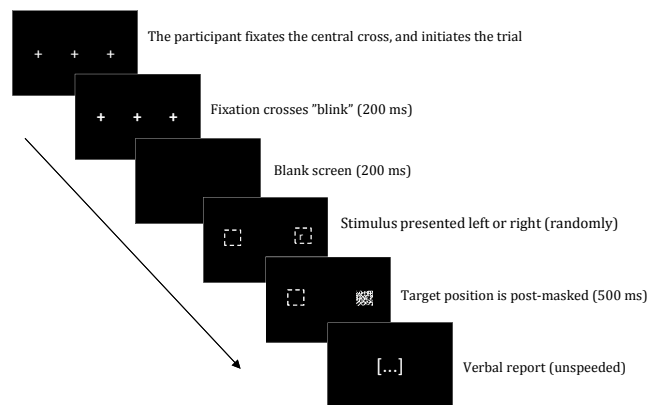 The participant fixates the central cross, and initiates the trial
+ + +
Fixation crosses ”blink” (200 ms)
+ + +
Blank screen (200 ms)
Stimulus presented left or right (randomly)
r
Target position is post-masked (500 ms)
[...]
Verbal report (unspeeded)